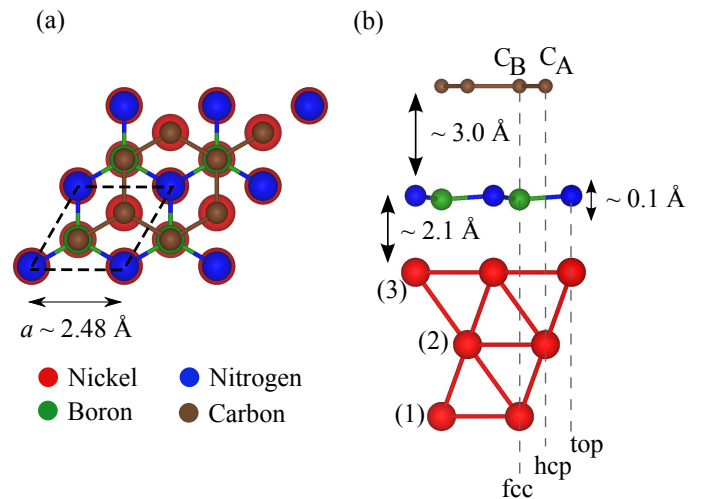 (a)
a ~ 2.48 Å
Nickel
Nitrogen
Boron
Carbon
(b)
C_B C_A
~ 3.0 Å
~ 0.1 Å
~ 2.1 Å
(3)
(2)
(1)
top
hcp
fcc